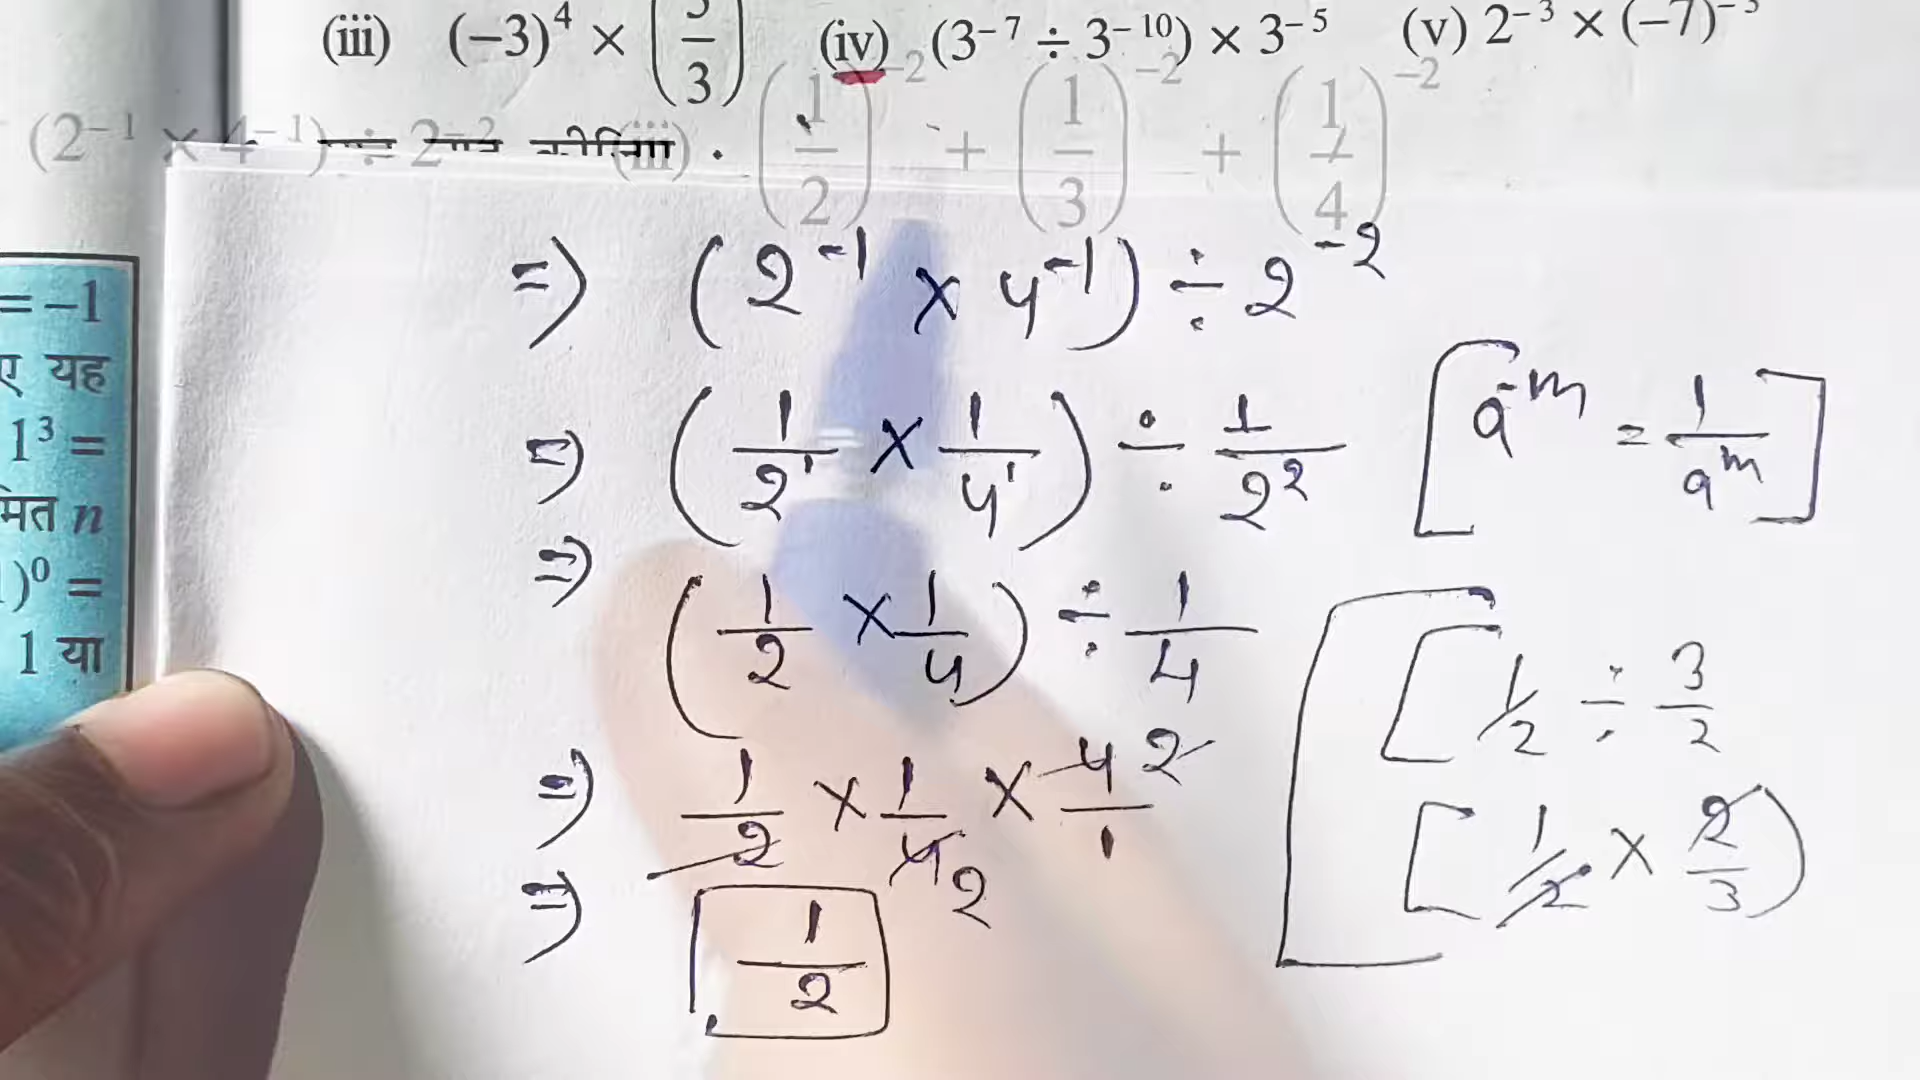 (iii) (−3)⁴ × (5/3) (iv) (3⁻⁷ ÷ 3⁻¹⁰) × 3⁻⁵ (v) 2⁻³ × (−7)⁻³
(2⁻¹ × 4⁻¹) ÷ 2⁻² (iii) (1/2)⁻² + (1/3)⁻² + (1/4)⁻²
= −1
ए यह
1³ =
मित n
)⁰ =
1 या
⇒ (2⁻¹ × 4⁻¹) ÷ 2⁻²
⇒ (1/2¹ × 1/4¹) ÷ 1/2² [a⁻ᵐ = 1/aᵐ]
⇒ (1/2 × 1/4) ÷ 1/4
[1/2 ÷ 3/2
⇒ 1/2 × 1/4 × 4/1
2
2
[1/2 × 2/3)
⇒ 1/2